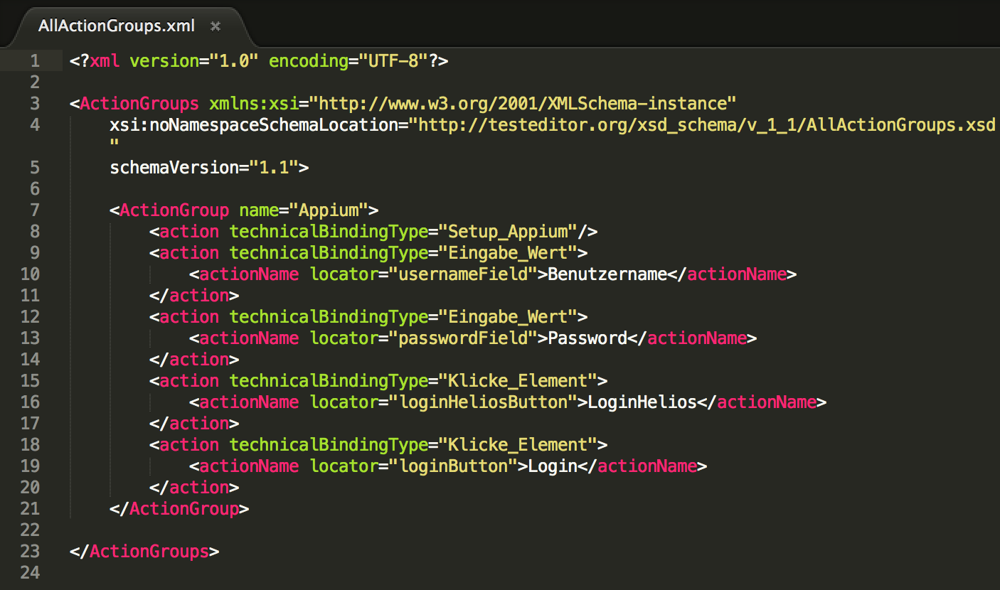 AllActionGroups.xml ×
1 <?xml version="1.0" encoding="UTF-8"?>
2
3 <ActionGroups xmlns:xsi="http://www.w3.org/2001/XMLSchema-instance"
4     xsi:noNamespaceSchemaLocation="http://testeditor.org/xsd_schema/v_1_1/AllActionGroups.xsd
    "
5     schemaVersion="1.1">
6
7     <ActionGroup name="Appium">
8         <action technicalBindingType="Setup_Appium"/>
9         <action technicalBindingType="Eingabe_Wert">
10             <actionName locator="usernameField">Benutzername</actionName>
11         </action>
12         <action technicalBindingType="Eingabe_Wert">
13             <actionName locator="passwordField">Password</actionName>
14         </action>
15         <action technicalBindingType="Klicke_Element">
16             <actionName locator="loginHeliosButton">LoginHelios</actionName>
17         </action>
18         <action technicalBindingType="Klicke_Element">
19             <actionName locator="loginButton">Login</actionName>
20         </action>
21     </ActionGroup>
22
23 </ActionGroups>
24